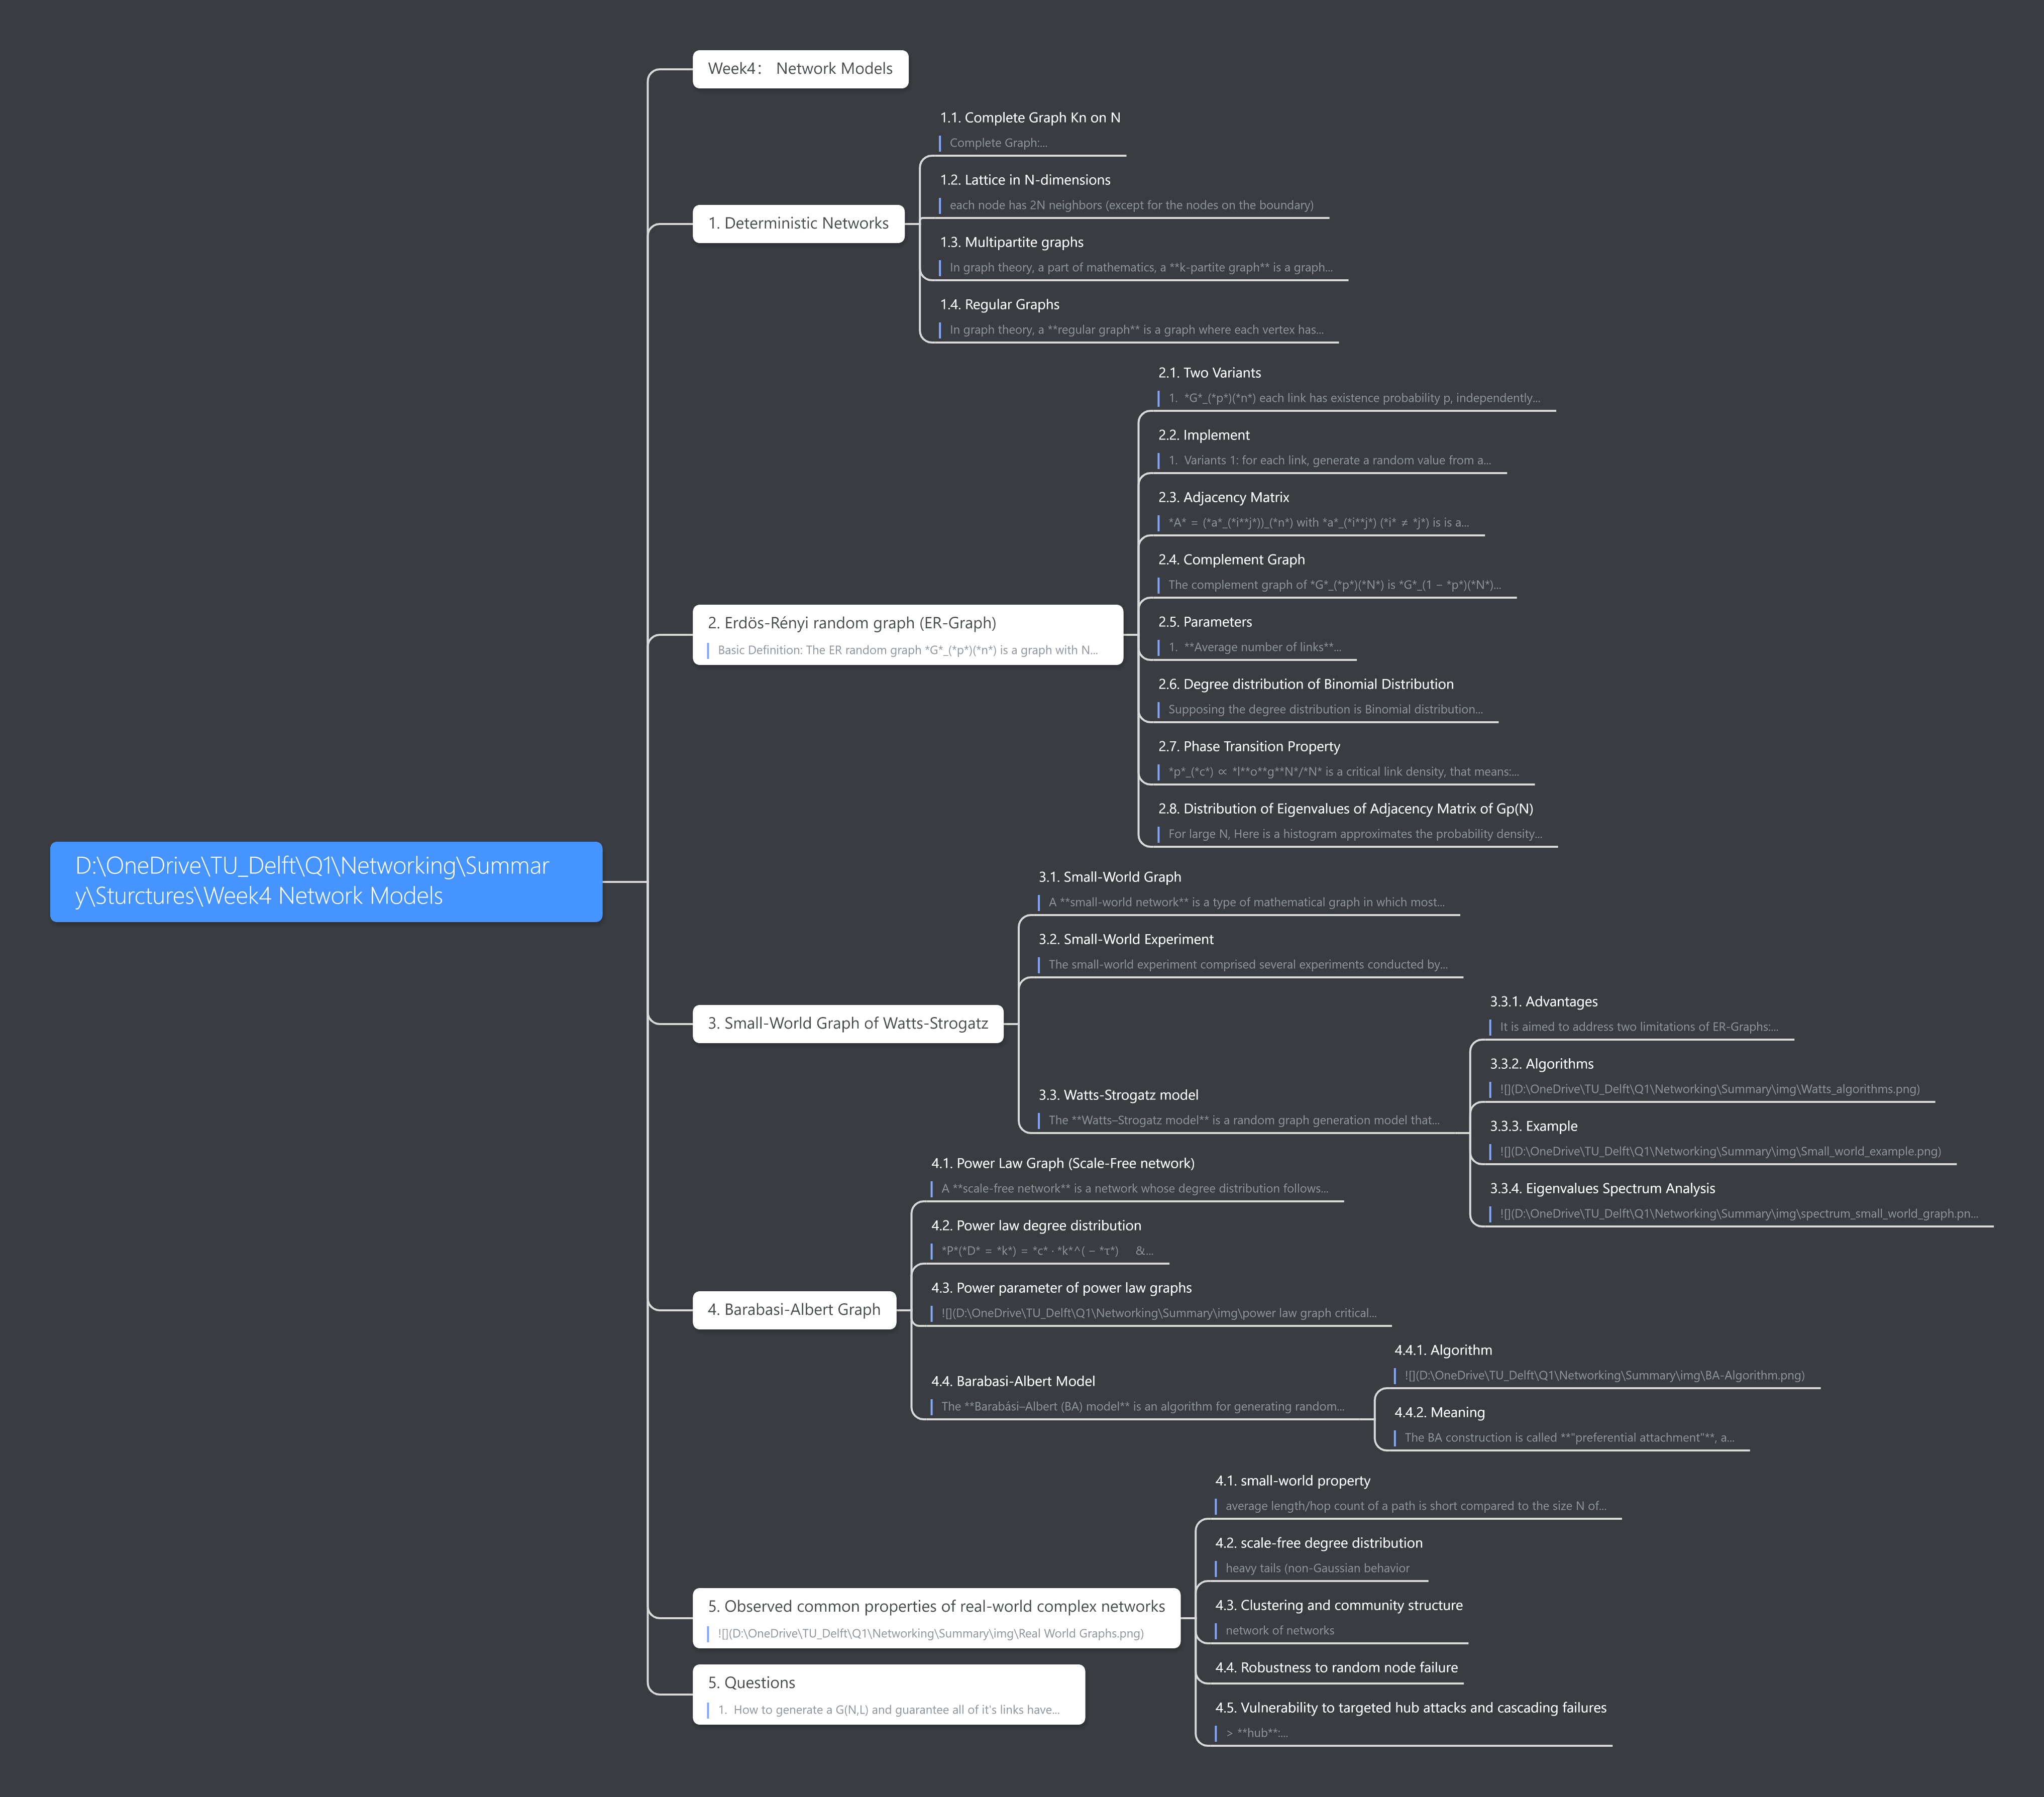 Week4： Network Models
1.1. Complete Graph Kn on N
Complete Graph:...
1.2. Lattice in N-dimensions
each node has 2N neighbors (except for the nodes on the boundary)
1. Deterministic Networks
1.3. Multipartite graphs
In graph theory, a part of mathematics, a **k-partite graph** is a graph...
1.4. Regular Graphs
In graph theory, a **regular graph** is a graph where each vertex has...
2.1. Two Variants
1. *G*_(*p*)(*n*) each link has existence probability p, independently...
2.2. Implement
1. Variants 1: for each link, generate a random value from a...
2.3. Adjacency Matrix
*A* = (*a*_(*i**j*))_(*n*) with *a*_(*i**j*) (*i* ≠ *j*) is is a...
2.4. Complement Graph
The complement graph of *G*_(*p*)(*N*) is *G*_(1 − *p*)(*N*)...
2. Erdös-Rényi random graph (ER-Graph)
Basic Definition: The ER random graph *G*_(*p*)(*n*) is a graph with N...
2.5. Parameters
1. **Average number of links**...
2.6. Degree distribution of Binomial Distribution
Supposing the degree distribution is Binomial distribution...
2.7. Phase Transition Property
*p*_(*c*) ∝ *l**o**g**N*/*N* is a critical link density, that means:...
2.8. Distribution of Eigenvalues of Adjacency Matrix of Gp(N)
For large N, Here is a histogram approximates the probability density...
D:\OneDrive\TU_Delft\Q1\Networking\Summar
y\Sturctures\Week4 Network Models
3.1. Small-World Graph
A **small-world network** is a type of mathematical graph in which most...
3.2. Small-World Experiment
The small-world experiment comprised several experiments conducted by...
3. Small-World Graph of Watts-Strogatz
3.3. Watts-Strogatz model
The **Watts–Strogatz model** is a random graph generation model that...
3.3.1. Advantages
It is aimed to address two limitations of ER-Graphs:...
3.3.2. Algorithms
![](D:\OneDrive\TU_Delft\Q1\Networking\Summary\img\Watts_algorithms.png)
3.3.3. Example
![](D:\OneDrive\TU_Delft\Q1\Networking\Summary\img\Small_world_example.png)
3.3.4. Eigenvalues Spectrum Analysis
![](D:\OneDrive\TU_Delft\Q1\Networking\Summary\img\spectrum_small_world_graph.pn...
4.1. Power Law Graph (Scale-Free network)
A **scale-free network** is a network whose degree distribution follows...
4.2. Power law degree distribution
*P*(*D* = *k*) = *c* · *k*^( − *τ*) &...
4.3. Power parameter of power law graphs
![](D:\OneDrive\TU_Delft\Q1\Networking\Summary\img\power law graph critical...
4. Barabasi-Albert Graph
4.4. Barabasi-Albert Model
The **Barabási–Albert (BA) model** is an algorithm for generating random...
4.4.1. Algorithm
![](D:\OneDrive\TU_Delft\Q1\Networking\Summary\img\BA-Algorithm.png)
4.4.2. Meaning
The BA construction is called **"preferential attachment"**, a...
4.1. small-world property
average length/hop count of a path is short compared to the size N of...
4.2. scale-free degree distribution
heavy tails (non-Gaussian behavior
5. Observed common properties of real-world complex networks
![](D:\OneDrive\TU_Delft\Q1\Networking\Summary\img\Real World Graphs.png)
4.3. Clustering and community structure
network of networks
4.4. Robustness to random node failure
4.5. Vulnerability to targeted hub attacks and cascading failures
> **hub**:...
5. Questions
1. How to generate a G(N,L) and guarantee all of it's links have...